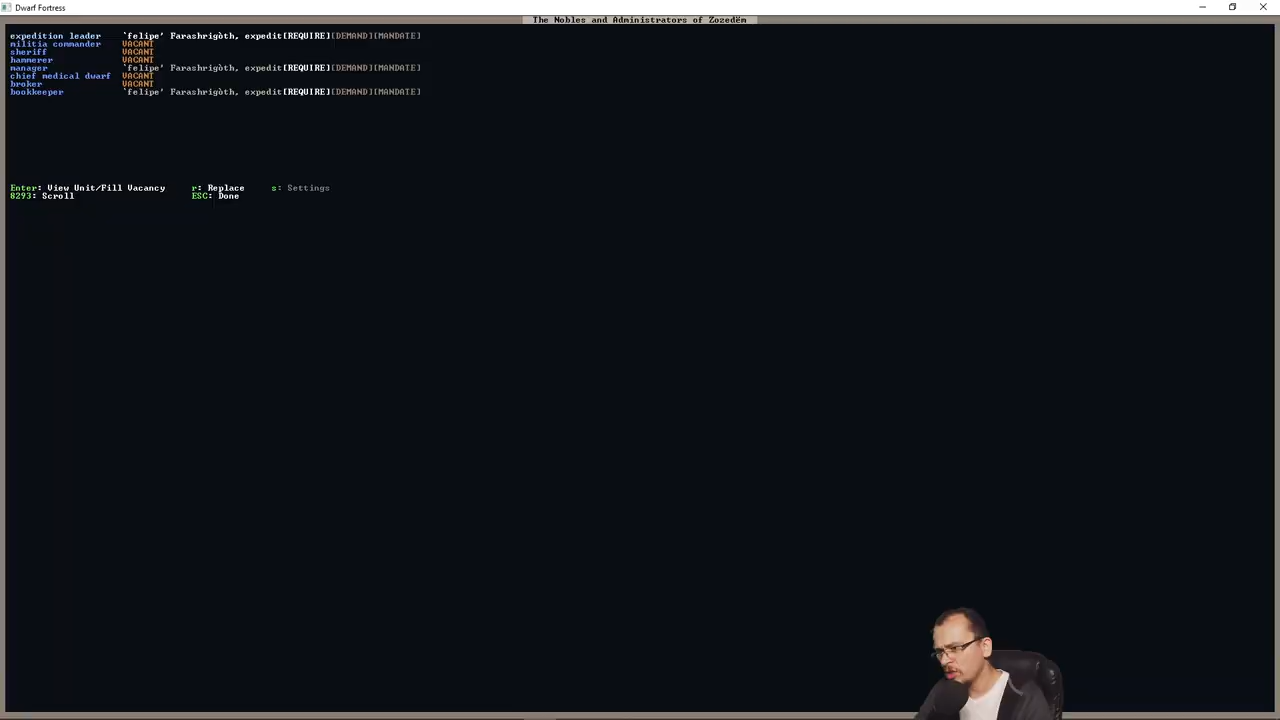 Dwarf Fortress
The Nobles and Administrators of Zozedëm
expedition leader `felipe' Farashrigòth, expedit[REQUIRE][DEMAND][MANDATE]
militia commander VACANT
sheriff VACANT
hammerer VACANT
manager `felipe' Farashrigòth, expedit[REQUIRE][DEMAND][MANDATE]
chief medical dwarf VACANT
broker VACANT
bookkeeper `felipe' Farashrigòth, expedit[REQUIRE][DEMAND][MANDATE]
Enter: View Unit/Fill Vacancy r: Replace s: Settings
8293: Scroll ESC: Done